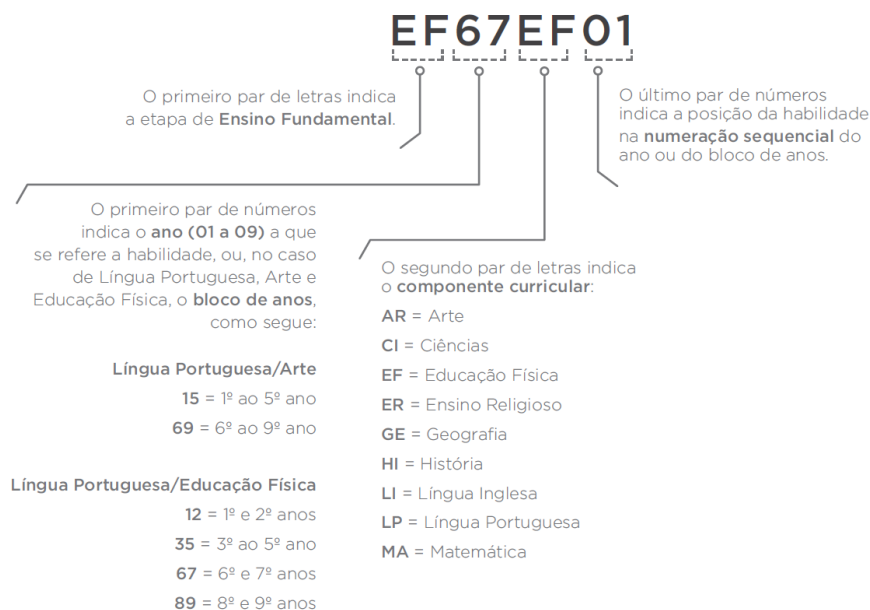 EF67EF01
O primeiro par de letras indica
a etapa de Ensino Fundamental.
O último par de números
indica a posição da habilidade
na numeração sequencial do
ano ou do bloco de anos.
O primeiro par de números
indica o ano (01 a 09) a que
se refere a habilidade, ou, no caso
de Língua Portuguesa, Arte e
Educação Física, o bloco de anos,
como segue:
Língua Portuguesa/Arte
15 = 1º ao 5º ano
69 = 6º ao 9º ano
Língua Portuguesa/Educação Física
12 = 1º e 2º anos
35 = 3º ao 5º ano
67 = 6º e 7º anos
89 = 8º e 9º anos
O segundo par de letras indica
o componente curricular:
AR = Arte
CI = Ciências
EF = Educação Física
ER = Ensino Religioso
GE = Geografia
HI = História
LI = Língua Inglesa
LP = Língua Portuguesa
MA = Matemática